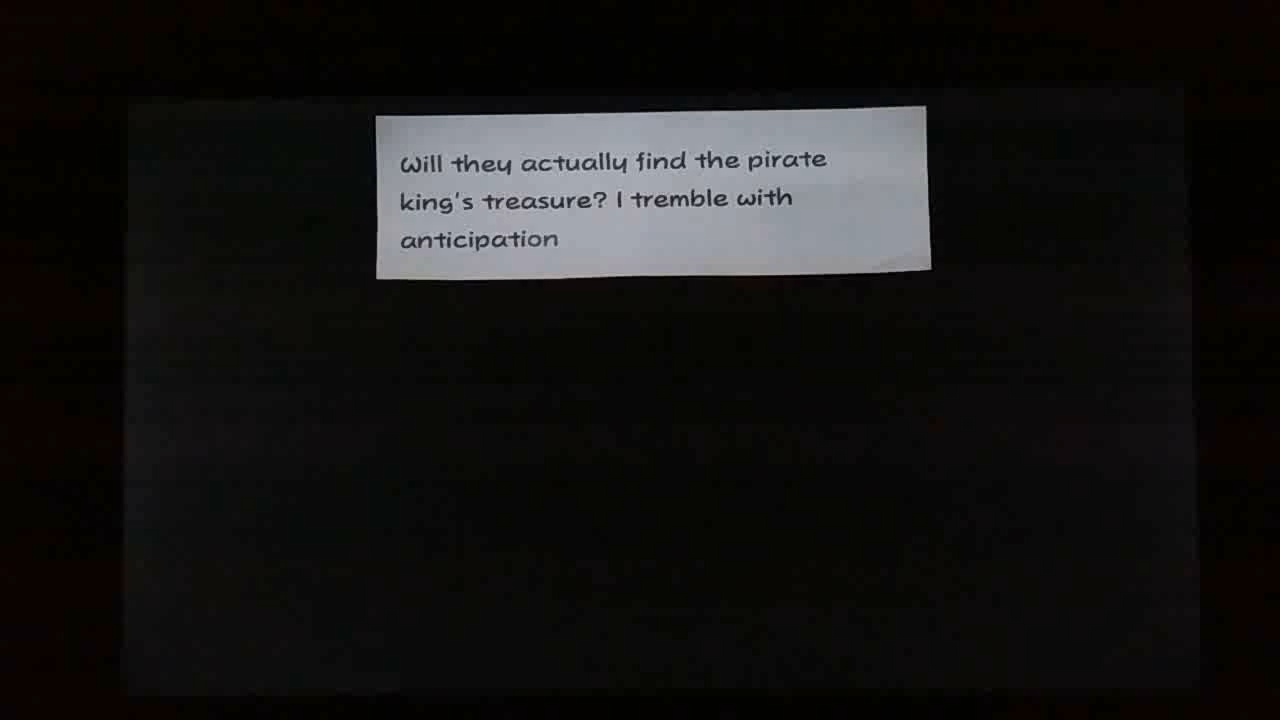 Will they actually find the pirate
king's treasure? I tremble with
anticipation